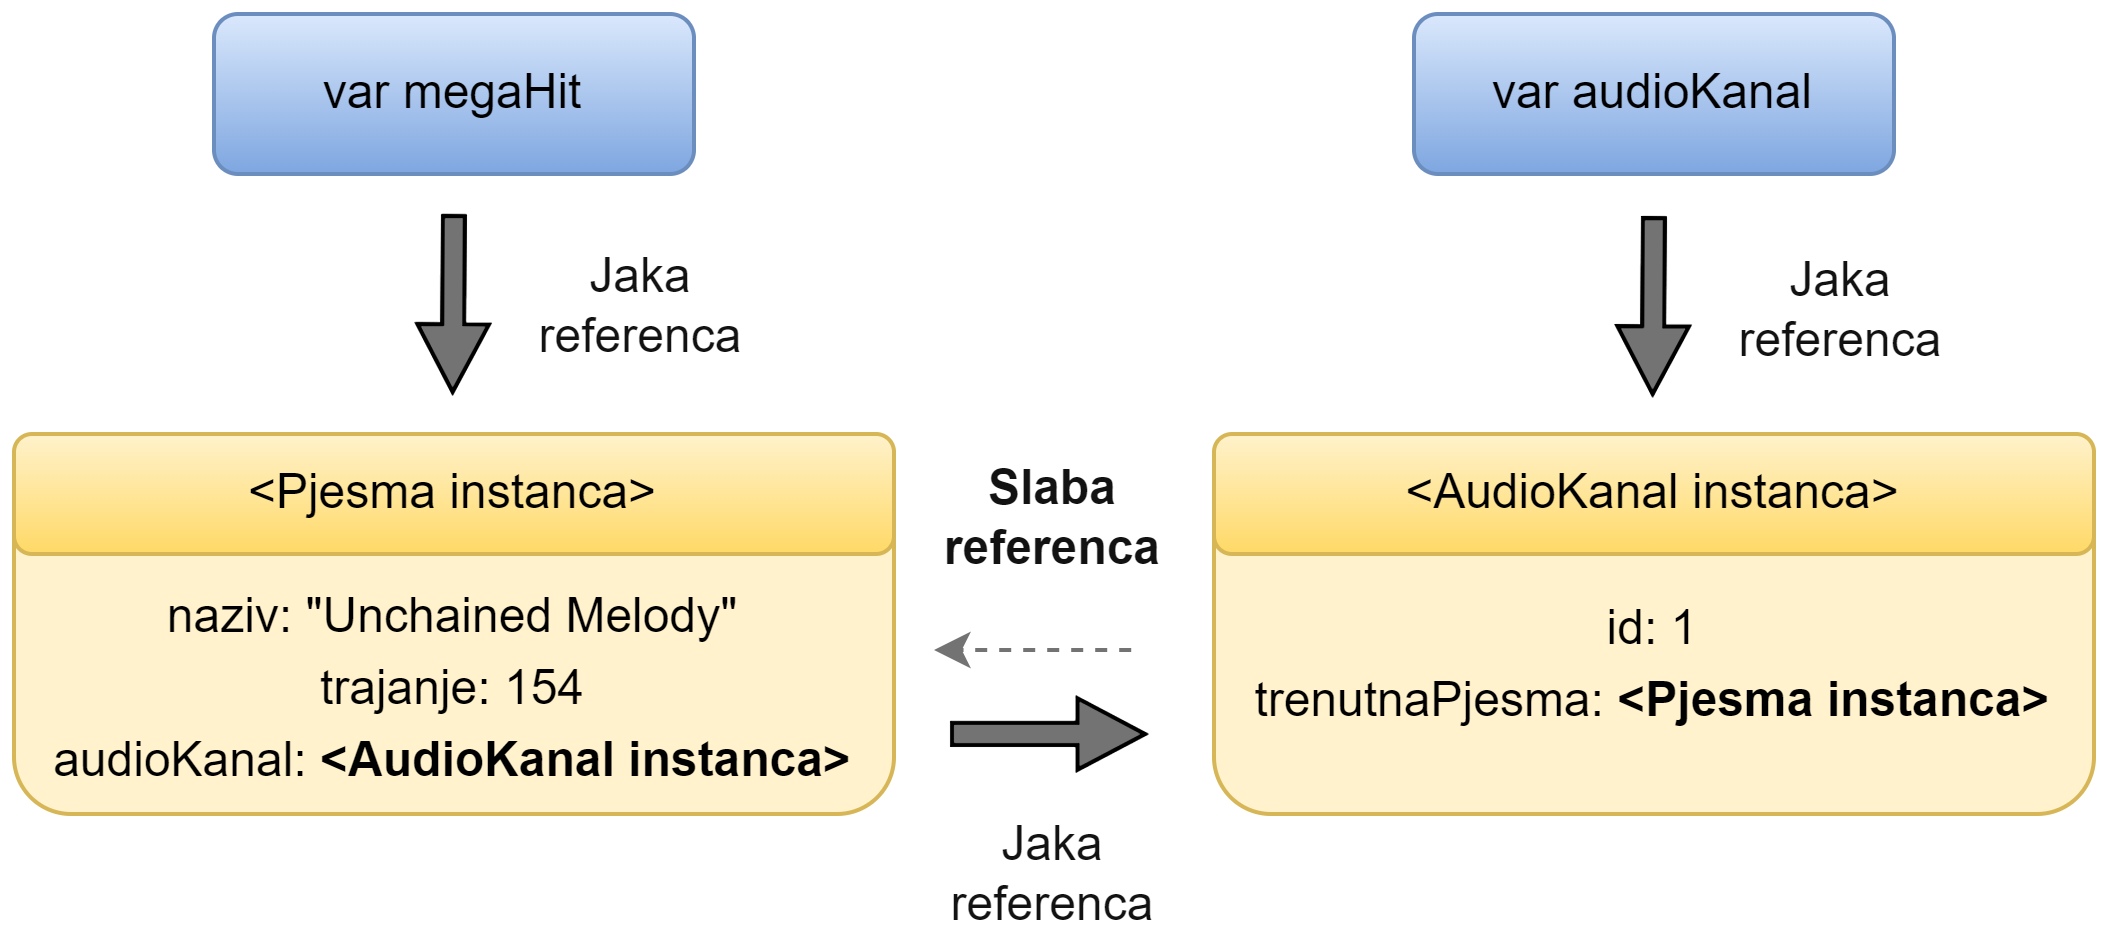 var megaHit
var audioKanal
Jaka
referenca
Jaka
referenca
<Pjesma instanca>
naziv: "Unchained Melody"
trajanje: 154
audioKanal: <AudioKanal instanca>
Slaba
referenca
Jaka
referenca
<AudioKanal instanca>
id: 1
trenutnaPjesma: <Pjesma instanca>